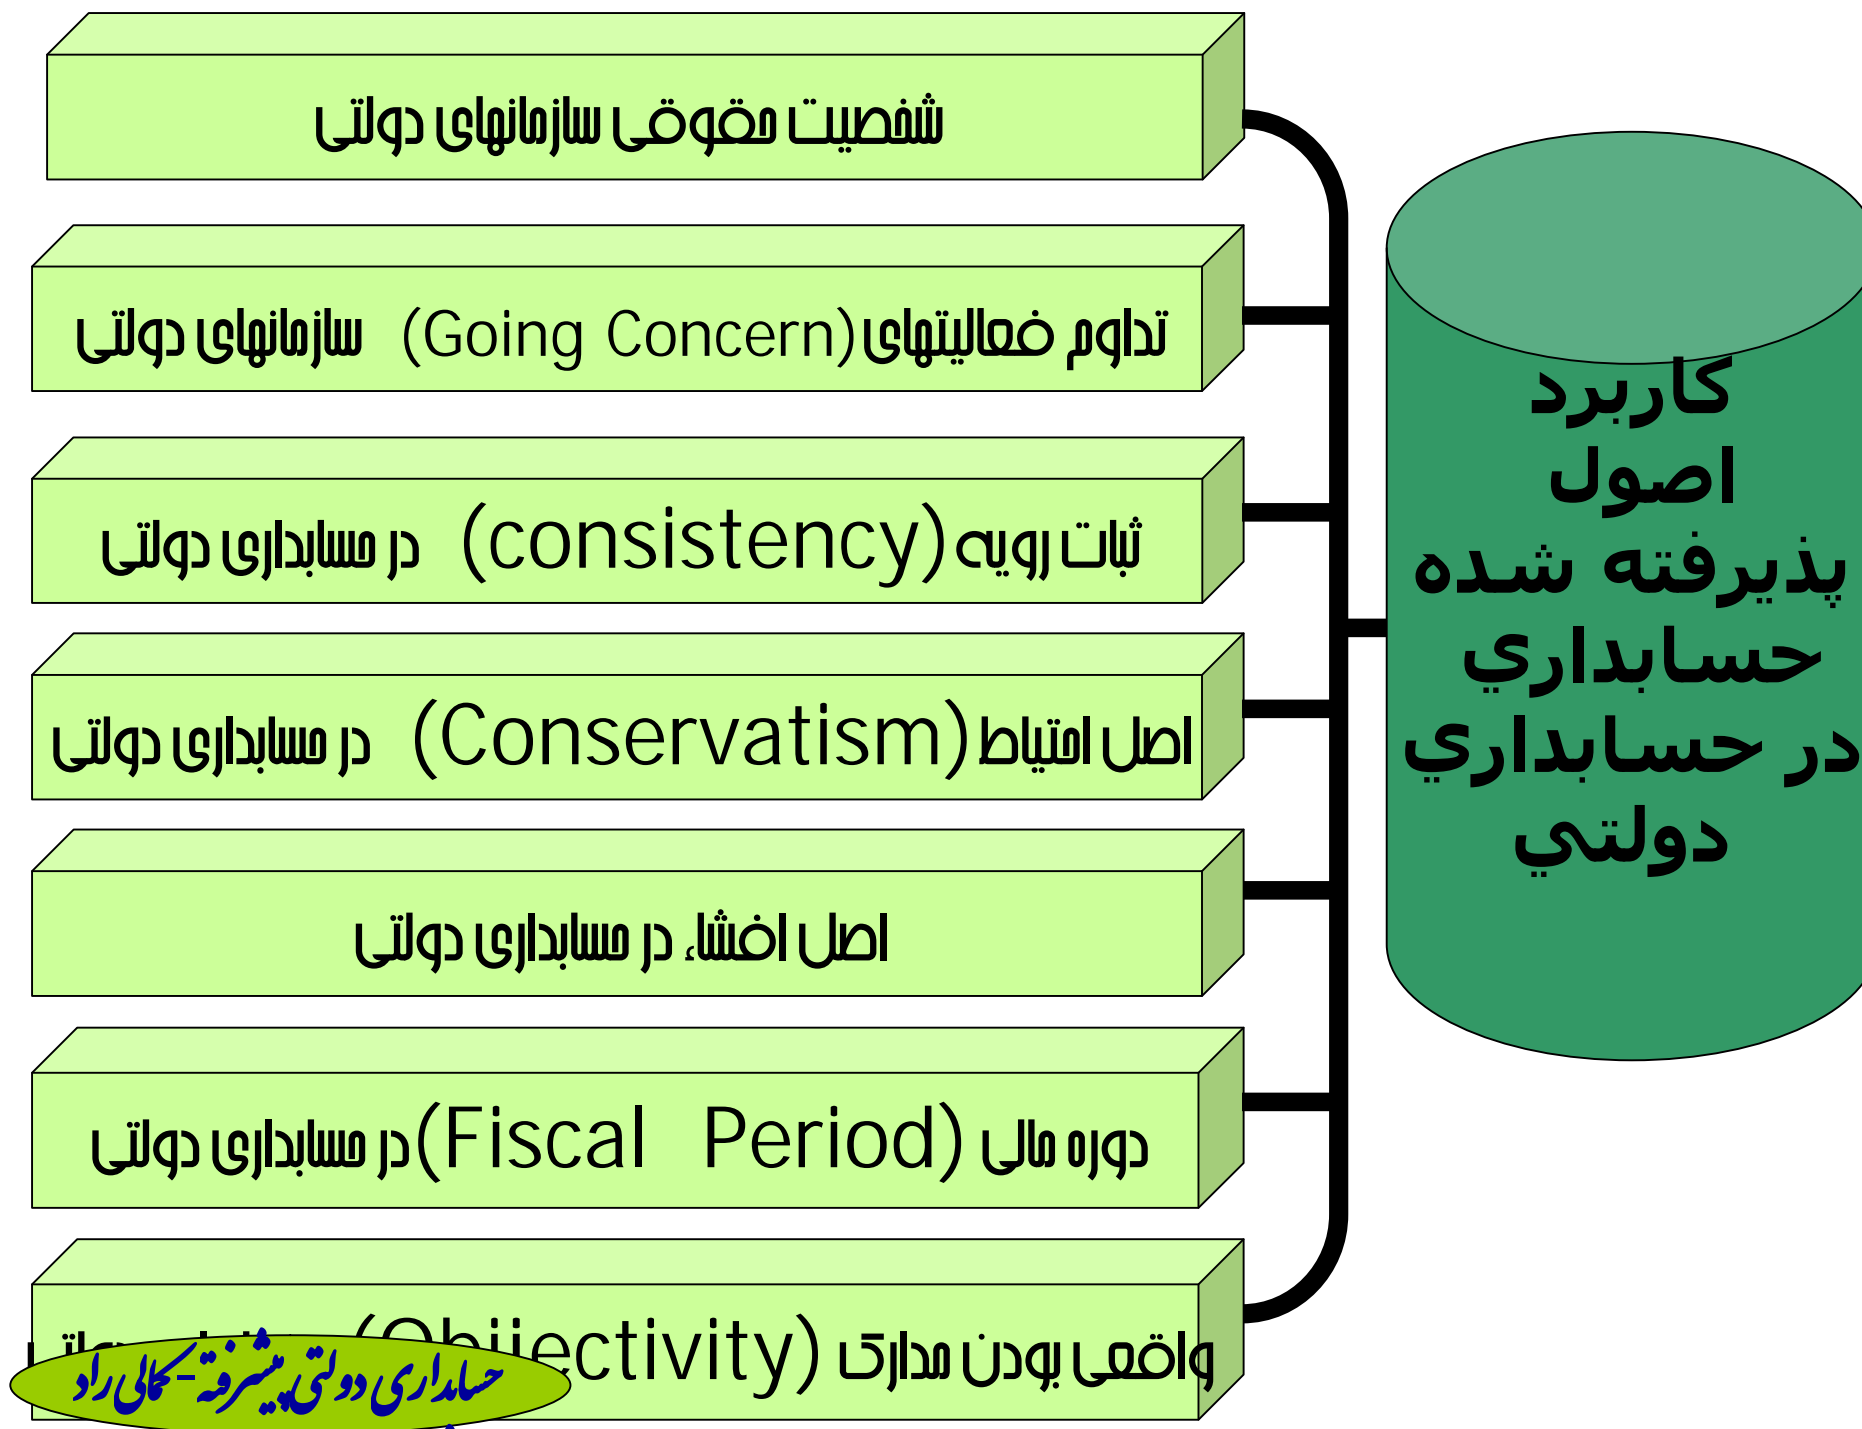 شخصیت حقوقی سازمانهای دولتی
تداوم فعالیتهای (Going Concern) سازمانهای دولتی
ثبات رویه (consistency) در حسابداری دولتی
اصل احتیاط (Conservatism) در حسابداری دولتی
اصل افشاء در حسابداری دولتی
دوره مالی (Fiscal Period) در حسابداری دولتی
واقعی بودن مدارک (Objiectivity)
کاربرد
اصول
پذیرفته شده
حسابداري
در حسابداري
دولتي
حسابداری دولتی پیشرفته - کمالی راد